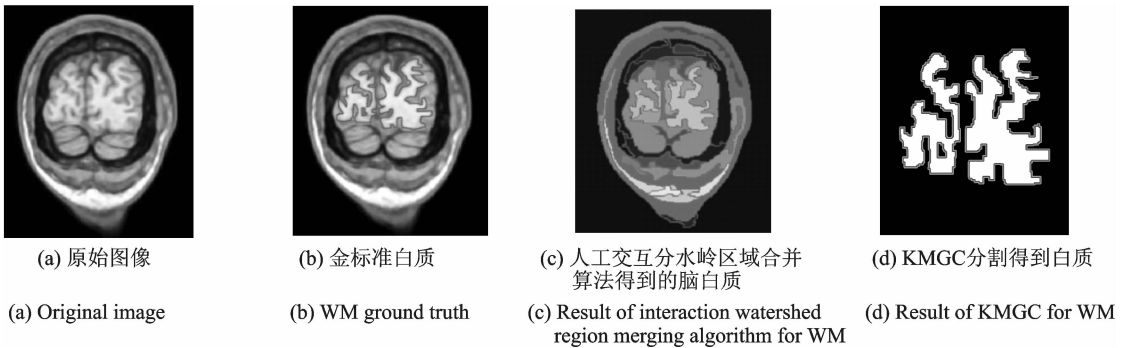 (a) 原始图像
(b) 金标准白质
(c) 人工交互分水岭区域合并
算法得到的脑白质
(d) KMGC分割得到白质
(a) Original image
(b) WM ground truth
(c) Result of interaction watershed
region merging algorithm for WM
(d) Result of KMGC for WM